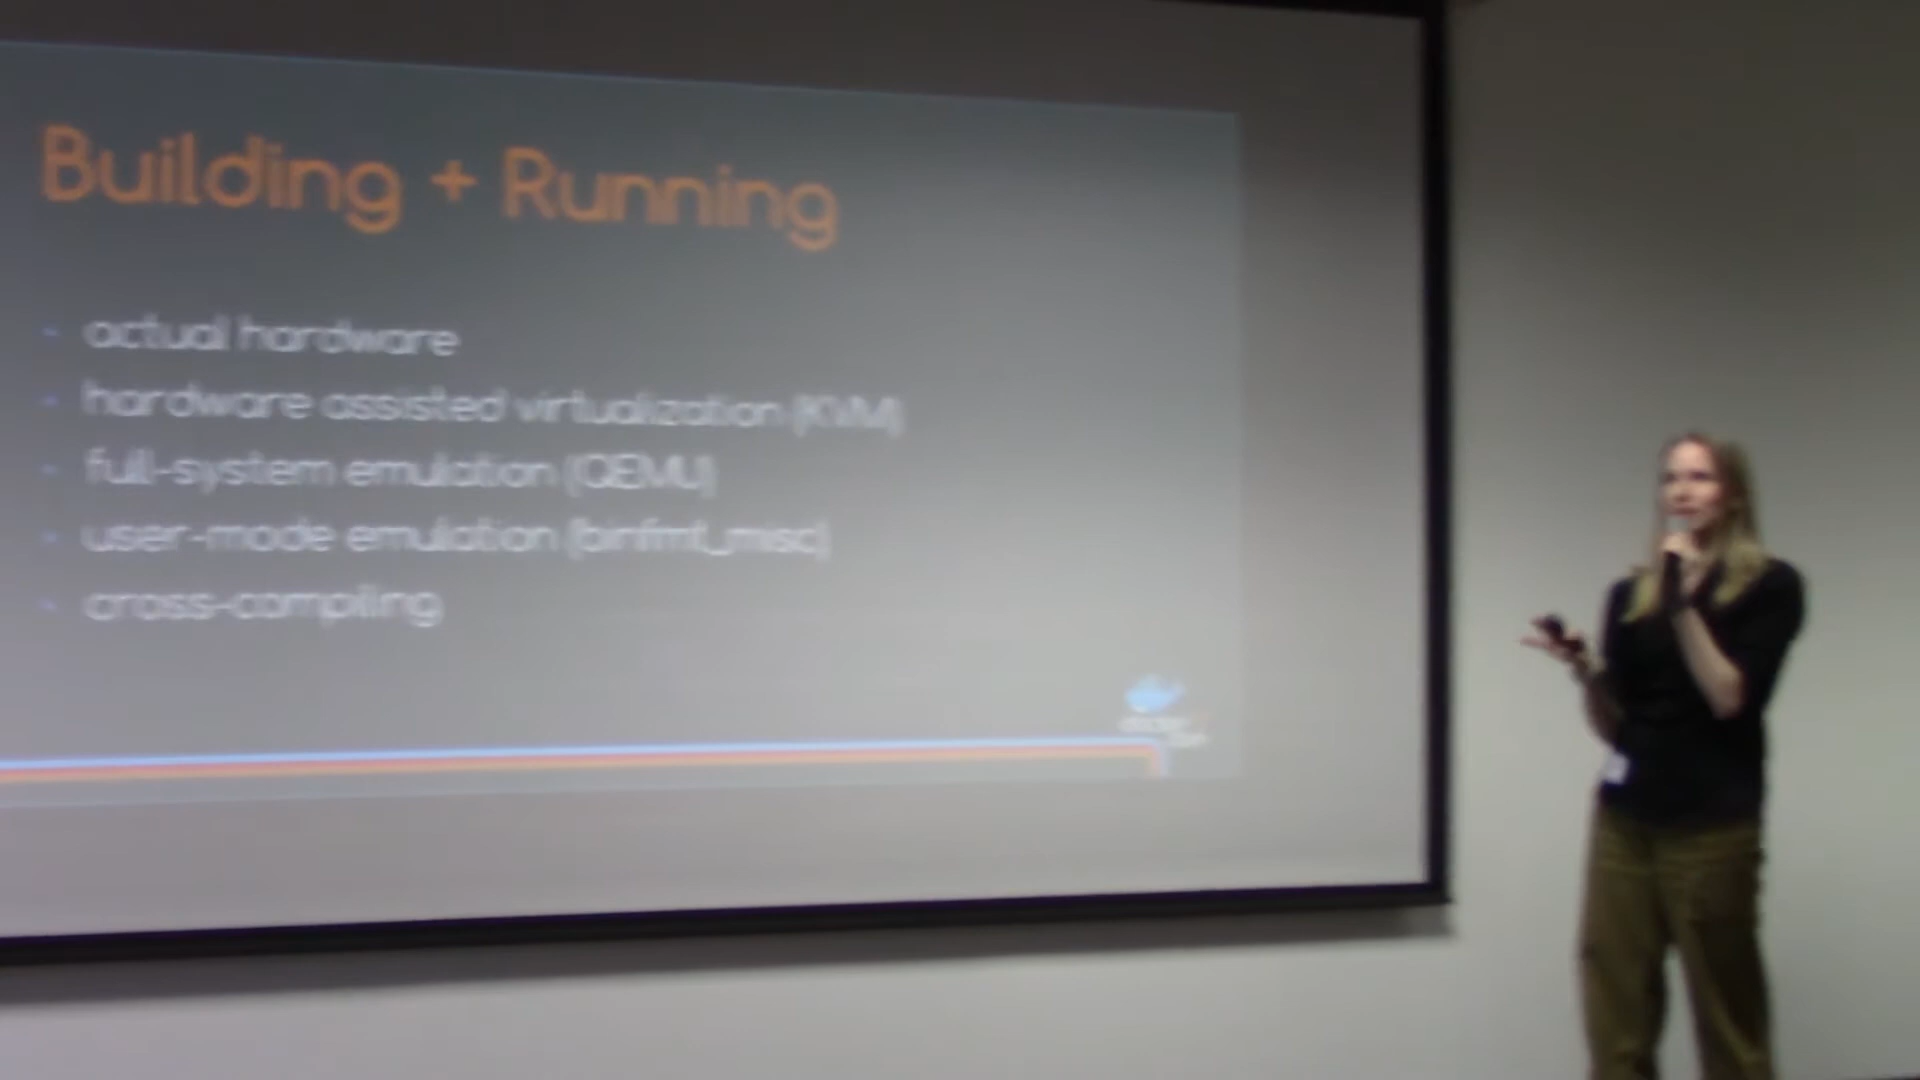 Building + Running
actual hardware
hardware assisted virtualization (KVM)
full-system emulation (QEMU)
user-mode emulation (binfmt_misc)
cross-compiling